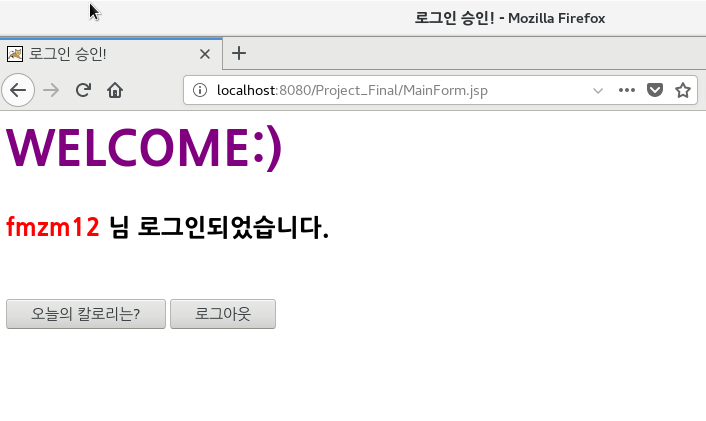 로그인 승인! - Mozilla Firefox
로그인 승인!
localhost:8080/Project_Final/MainForm.jsp
WELCOME:)
fmzm12 님 로그인되었습니다.
오늘의 칼로리는? 로그아웃